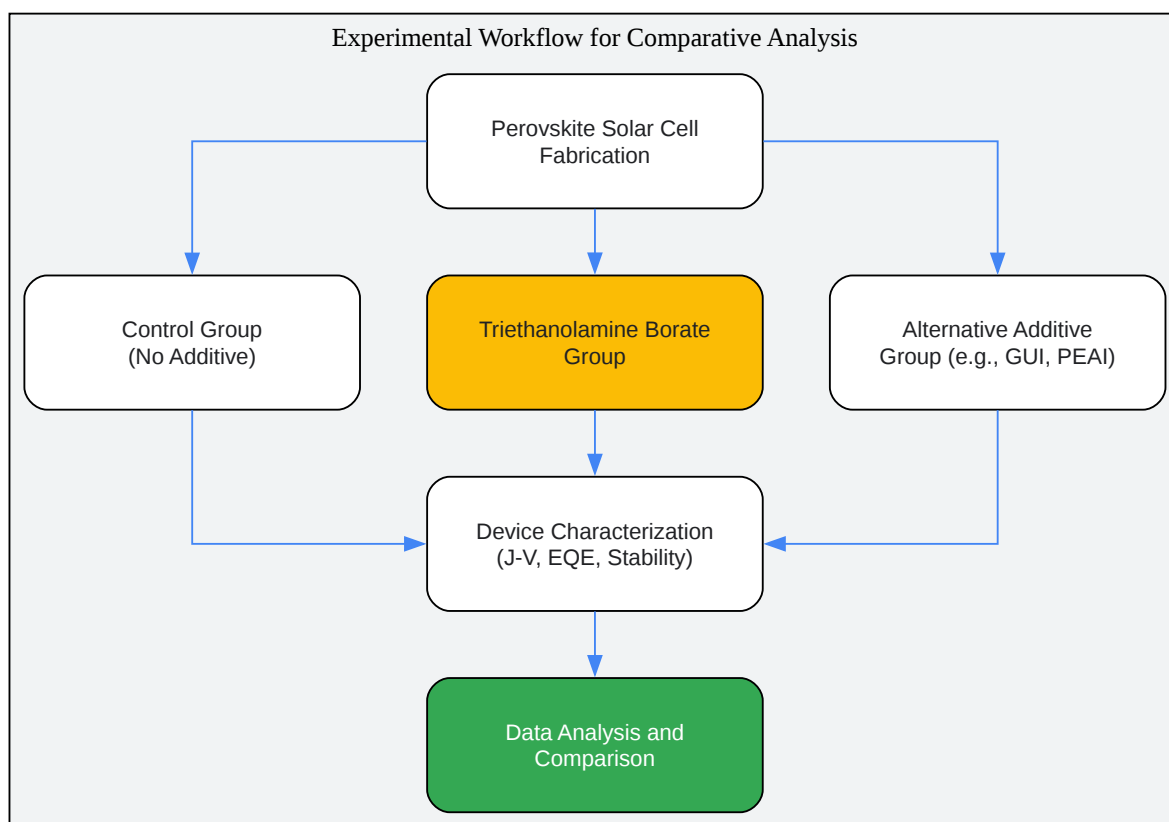 Experimental Workflow for Comparative Analysis
Perovskite Solar Cell
Fabrication
Control Group
(No Additive)
Triethanolamine Borate
Group
Alternative Additive
Group (e.g., GUI, PEAI)
Device Characterization
(J-V, EQE, Stability)
Data Analysis and
Comparison